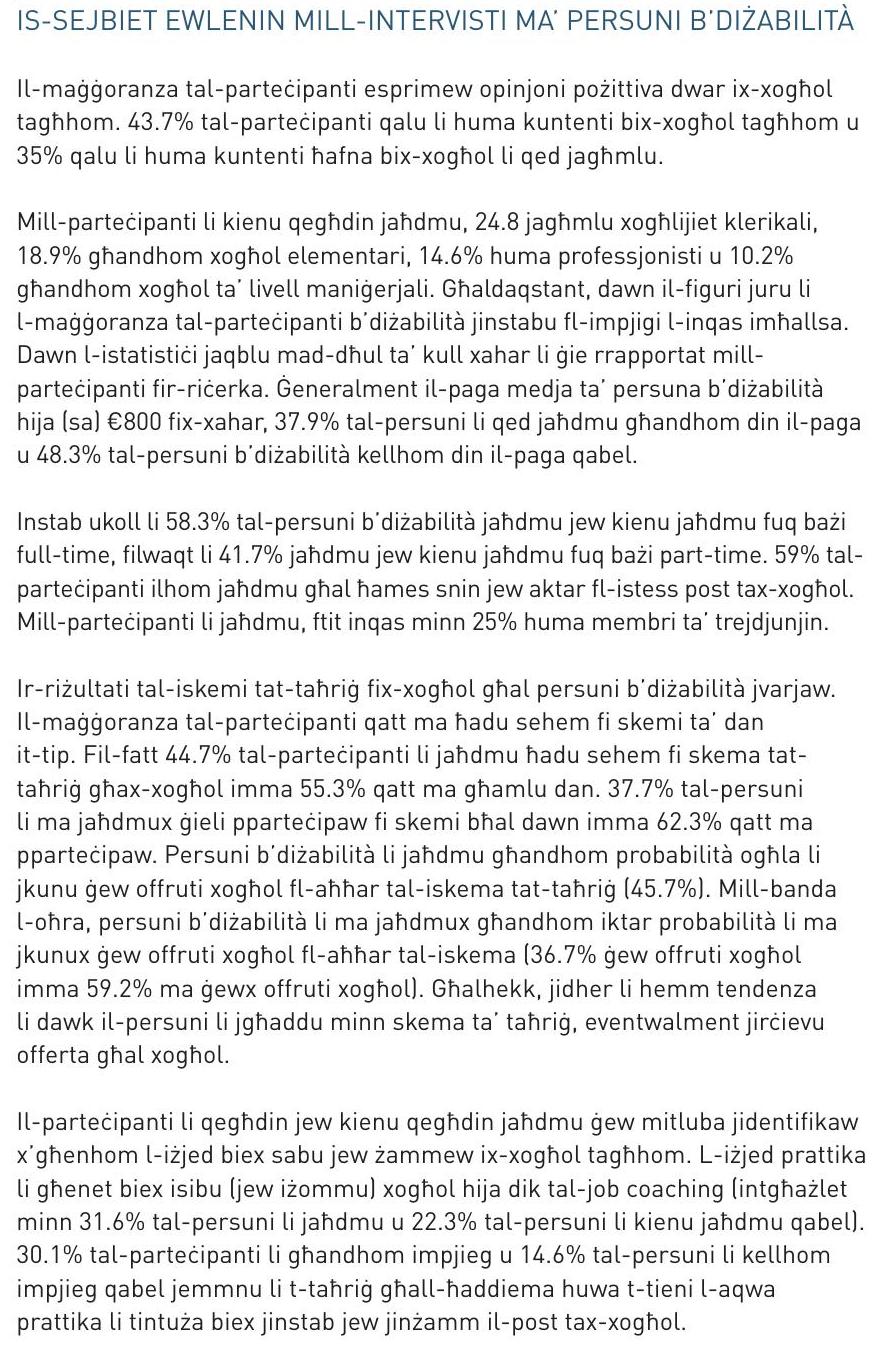 IS-SEJBIET EWLENIN MILL-INTERVISTI MA’ PERSUNI B’DIŻABILITÀ
Il-maġġoranza tal-parteċipanti esprimew opinjoni pożittiva dwar ix-xogħol
tagħhom. 43.7% tal-parteċipanti qalu li huma kuntenti bix-xogħol tagħhom u
35% qalu li huma kuntenti ħafna bix-xogħol li qed jagħmlu.
Mill-parteċipanti li kienu qegħdin jaħdmu, 24.8 jagħmlu xogħlijiet klerikali,
18.9% għandhom xogħol elementari, 14.6% huma professjonisti u 10.2%
għandhom xogħol ta’ livell maniġerjali. Għaldaqstant, dawn il-figuri juru li
l-maġġoranza tal-parteċipanti b’diżabilità jinstabu fl-impjigi l-inqas imħallsa.
Dawn l-istatistiċi jaqblu mad-dħul ta’ kull xahar li ġie rrapportat mill-
parteċipanti fir-riċerka. Ġeneralment il-paga medja ta’ persuna b’diżabilità
hija (sa) €800 fix-xahar, 37.9% tal-persuni li qed jaħdmu għandhom din il-paga
u 48.3% tal-persuni b’diżabilità kellhom din il-paga qabel.
Instab ukoll li 58.3% tal-persuni b’diżabilità jaħdmu jew kienu jaħdmu fuq bażi
full-time, filwaqt li 41.7% jaħdmu jew kienu jaħdmu fuq bażi part-time. 59% tal-
parteċipanti ilhom jaħdmu għal ħames snin jew aktar fl-istess post tax-xogħol.
Mill-parteċipanti li jaħdmu, ftit inqas minn 25% huma membri ta’ trejdjunjin.
Ir-riżultati tal-iskemi tat-taħriġ fix-xogħol għal persuni b’diżabilità jvarjaw.
Il-maġġoranza tal-parteċipanti qatt ma ħadu sehem fi skemi ta’ dan
it-tip. Fil-fatt 44.7% tal-parteċipanti li jaħdmu ħadu sehem fi skema tat-
taħriġ għax-xogħol imma 55.3% qatt ma għamlu dan. 37.7% tal-persuni
li ma jaħdmux ġieli pparteċipaw fi skemi bħal dawn imma 62.3% qatt ma
pparteċipaw. Persuni b’diżabilità li jaħdmu għandhom probabilità ogħla li
jkunu ġew offruti xogħol fl-aħħar tal-iskema tat-taħriġ (45.7%). Mill-banda
l-oħra, persuni b’diżabilità li ma jaħdmux għandhom iktar probabilità li ma
jkunux ġew offruti xogħol fl-aħħar tal-iskema (36.7% ġew offruti xogħol
imma 59.2% ma ġewx offruti xogħol). Għalhekk, jidher li hemm tendenza
li dawk il-persuni li jgħaddu minn skema ta’ taħriġ, eventwalment jirċievu
offerta għal xogħol.
Il-parteċipanti li qegħdin jew kienu qegħdin jaħdmu ġew mitluba jidentifikaw
x’għenhom l-iżjed biex sabu jew żammew ix-xogħol tagħhom. L-iżjed prattika
li għenet biex isibu (jew iżommu) xogħol hija dik tal-job coaching (intgħażlet
minn 31.6% tal-persuni li jaħdmu u 22.3% tal-persuni li kienu jaħdmu qabel).
30.1% tal-parteċipanti li għandhom impjieg u 14.6% tal-persuni li kellhom
impjieg qabel jemmnu li t-taħriġ għall-ħaddiema huwa t-tieni l-aqwa
prattika li tintuża biex jinstab jew jinżamm il-post tax-xogħol.